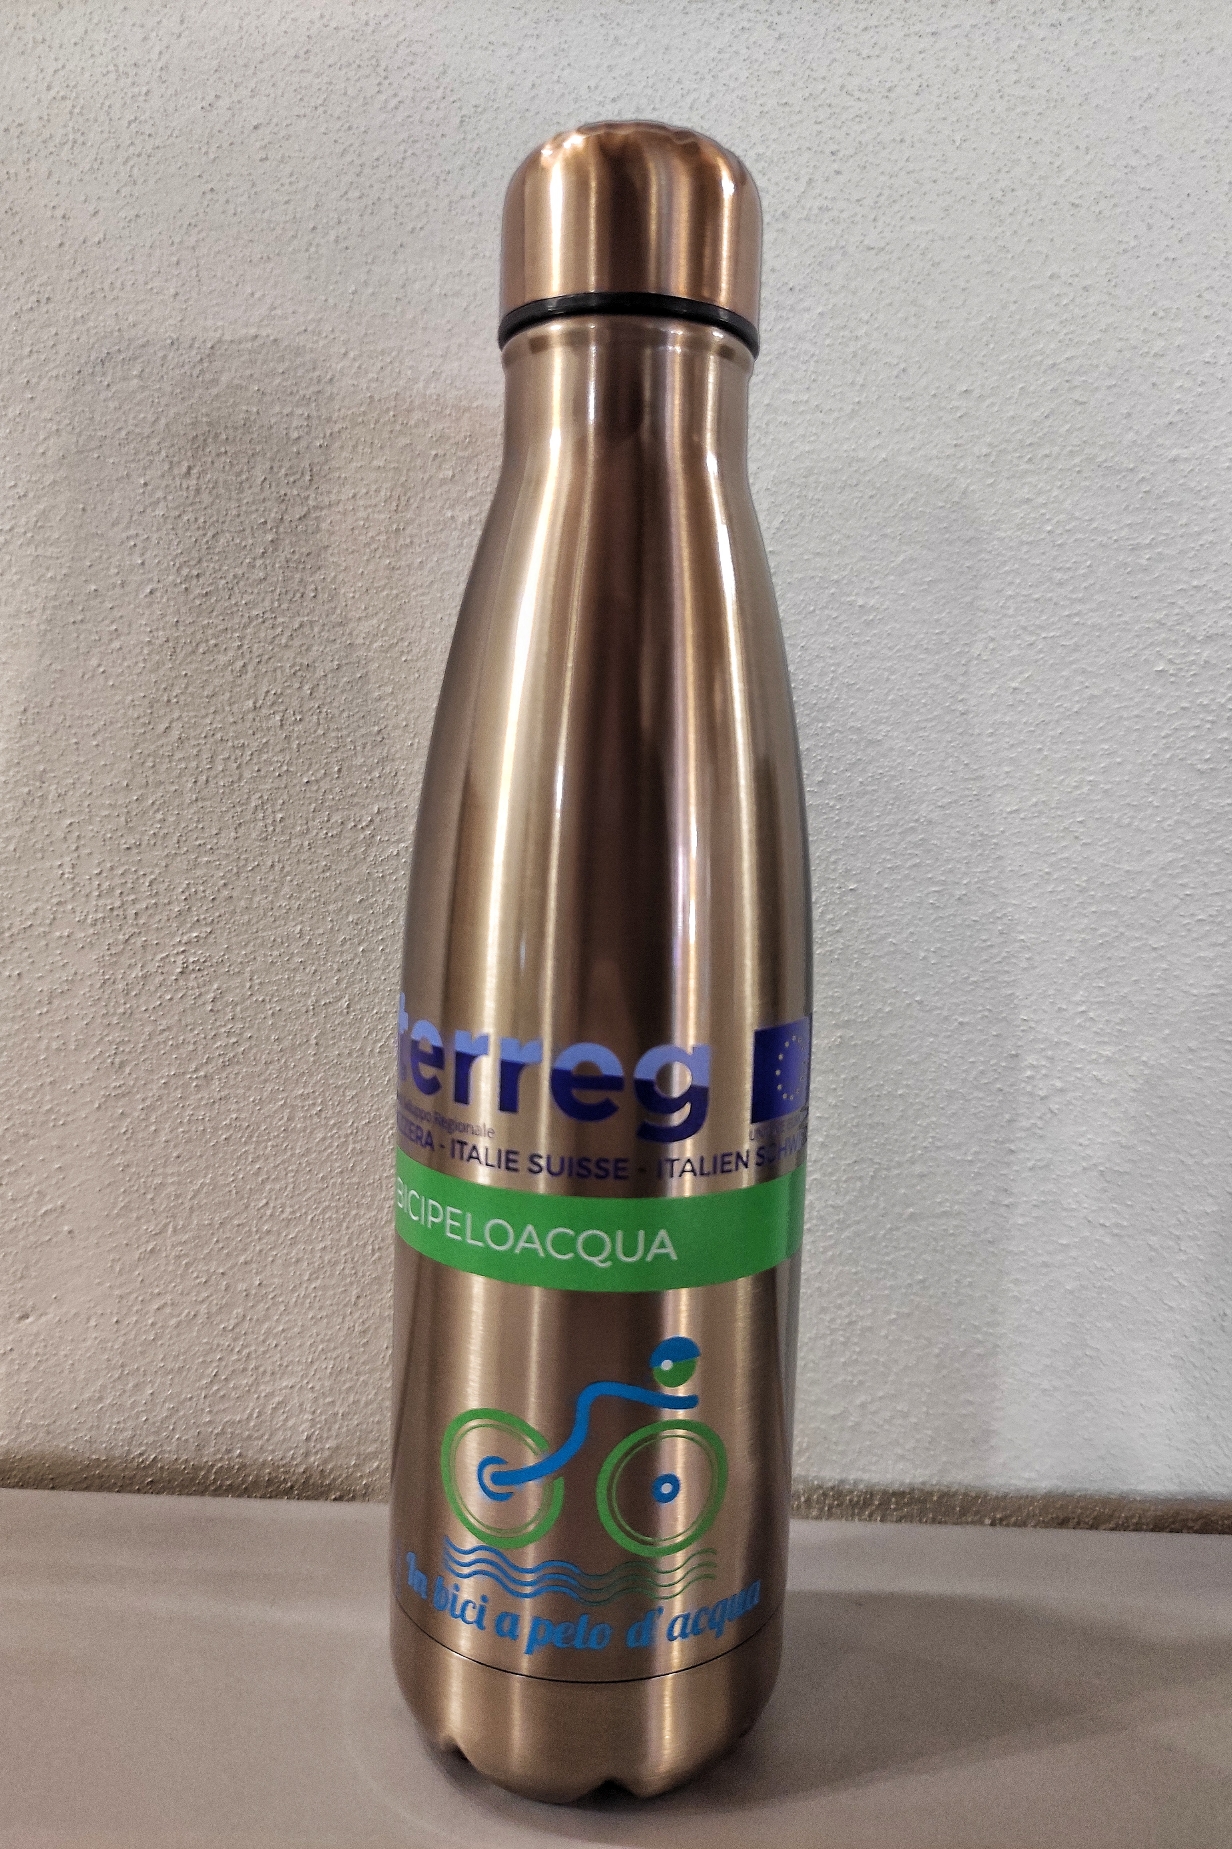 terreg
Sviluppo Regionale
ZERA - ITALIE SUISSE - ITALIEN SCHW
BICIPELOACQUA
In bici a pelo d'acqua